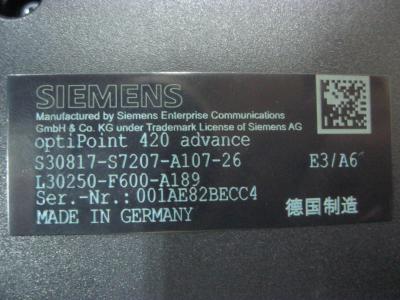 SIEMENS
Manufactured by Siemens Enterprise Communications
GmbH & Co. KG under Trademark License of Siemens AG
optiPoint 420 advance
S30817-S7207-A107-26 E3/A6
L30250-F600-A189
Ser.-Nr.: 001AE82BECC4
MADE IN GERMANY 德国制造